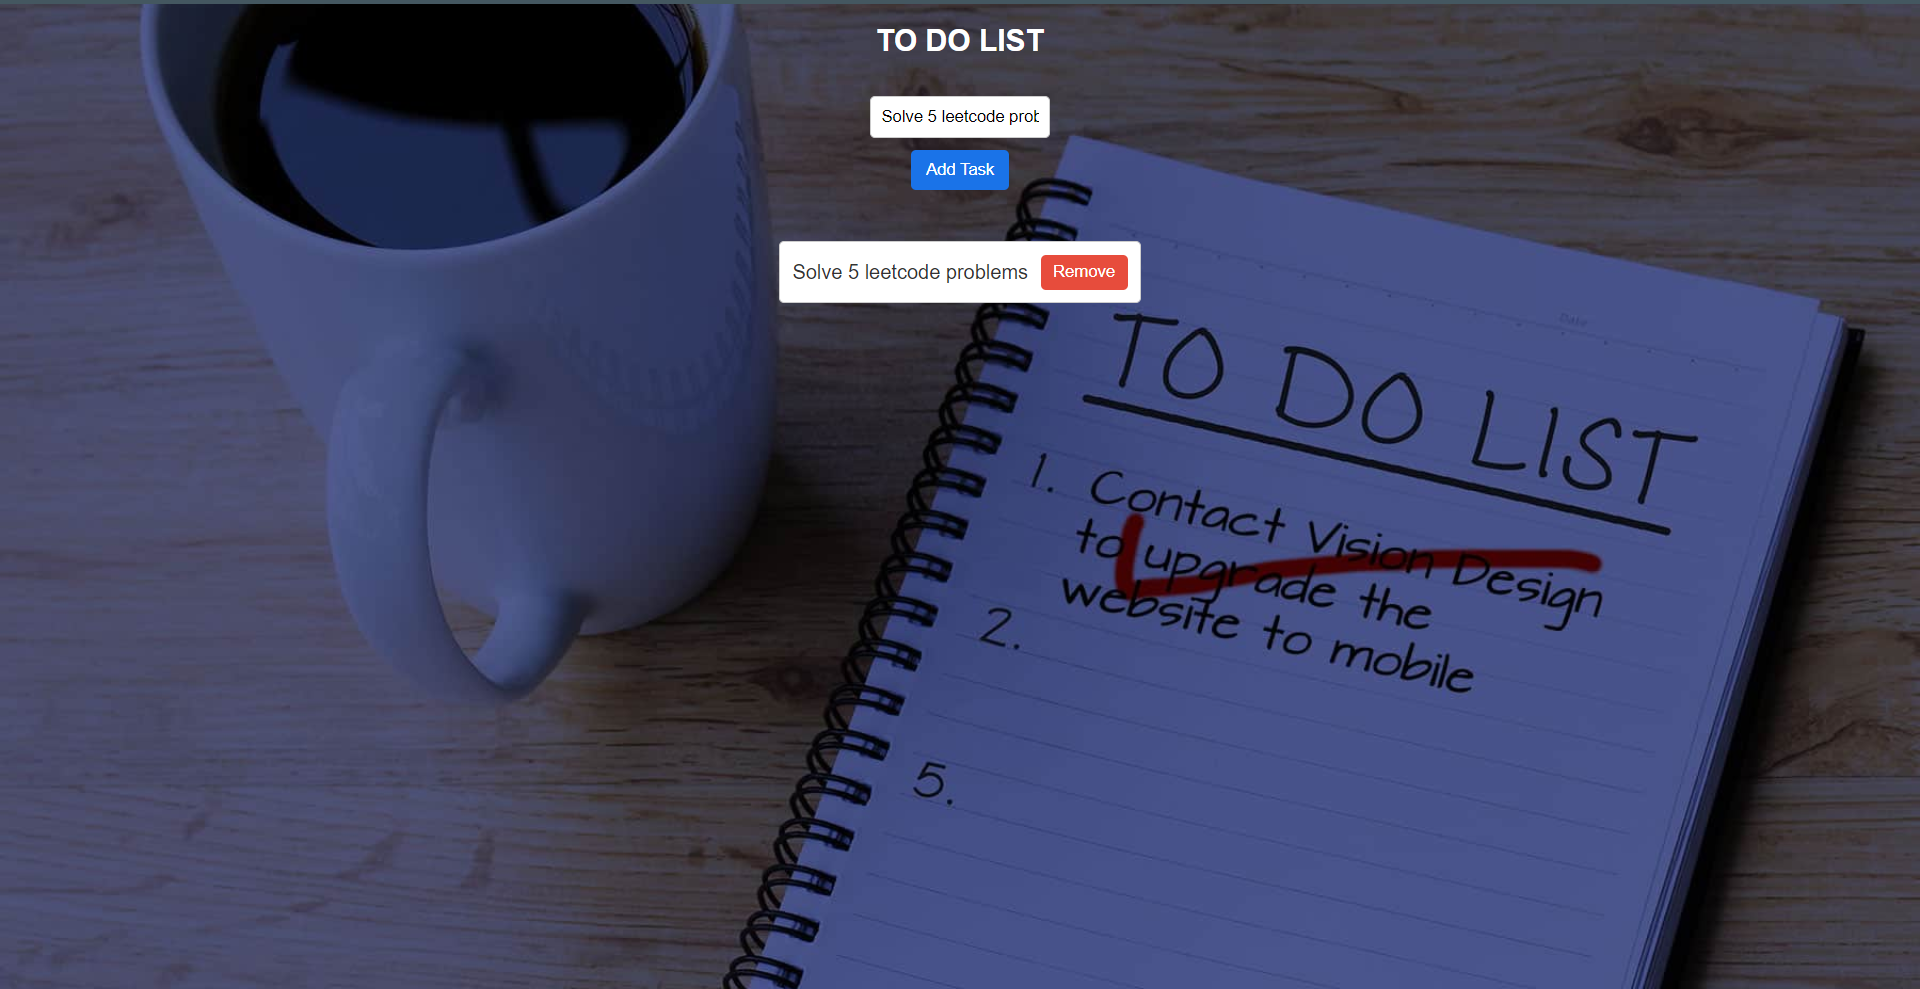 TO DO LIST
Solve 5 leetcode prob
Add Task
Solve 5 leetcode problems
Remove
Date
TO DO LIST
1. Contact Vision Design
to upgrade the
website to mobile
2.
5.